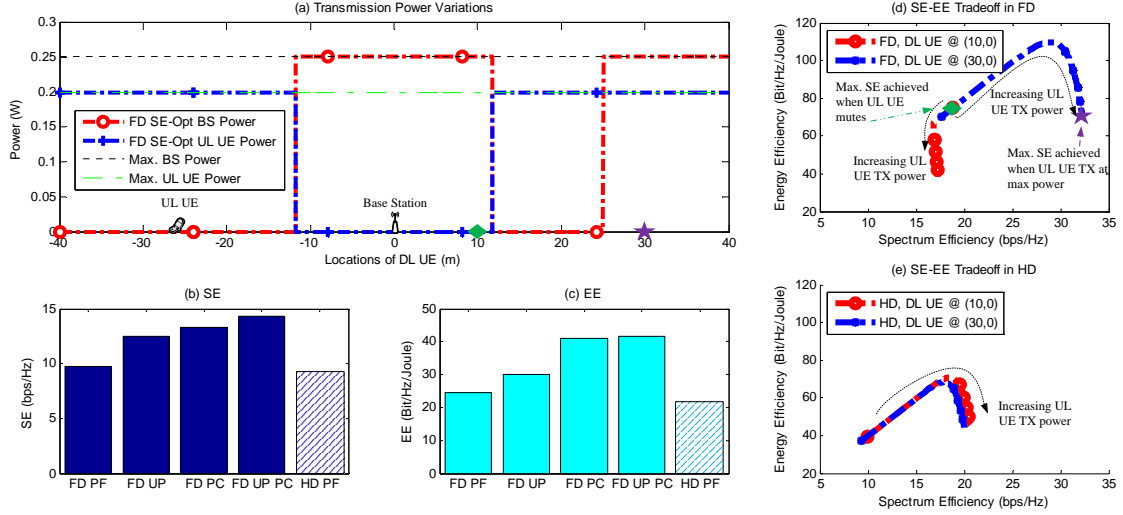 (a) Transmission Power Variations
0.3
0.25
0.2
0.15
0.1
0.05
0
Power (W)
FD SE-Opt BS Power
FD SE-Opt UL UE Power
Max. BS Power
Max. UL UE Power
UL UE
Base Station
-40 -30 -20 -10 0 10 20 30 40
Locations of DL UE (m)
(d) SE-EE Tradeoff in FD
120
100
80
60
40
20
Energy Efficiency (Bit/Hz/Joule)
FD, DL UE @ (10,0)
FD, DL UE @ (30,0)
Max. SE achieved
when UL UE
mutes
Increasing UL
UE TX power
Increasing UL
UE TX power
Max. SE achieved
when UL UE TX at
max power
5 10 15 20 25 30 35
Spectrum Efficiency (bps/Hz)
(b) SE
15
10
5
0
SE (bps/Hz)
FD PF FD UP FD PC FD UP PC HD PF
(c) EE
50
40
30
20
10
0
EE (Bit/Hz/Joule)
FD PF FD UP FD PC FD UP PC HD PF
(e) SE-EE Tradeoff in HD
120
100
80
60
40
20
Energy Efficiency (Bit/Hz/Joule)
HD, DL UE @ (10,0)
HD, DL UE @ (30,0)
Increasing UL
UE TX power
5 10 15 20 25 30 35
Spectrum Efficiency (bps/Hz)